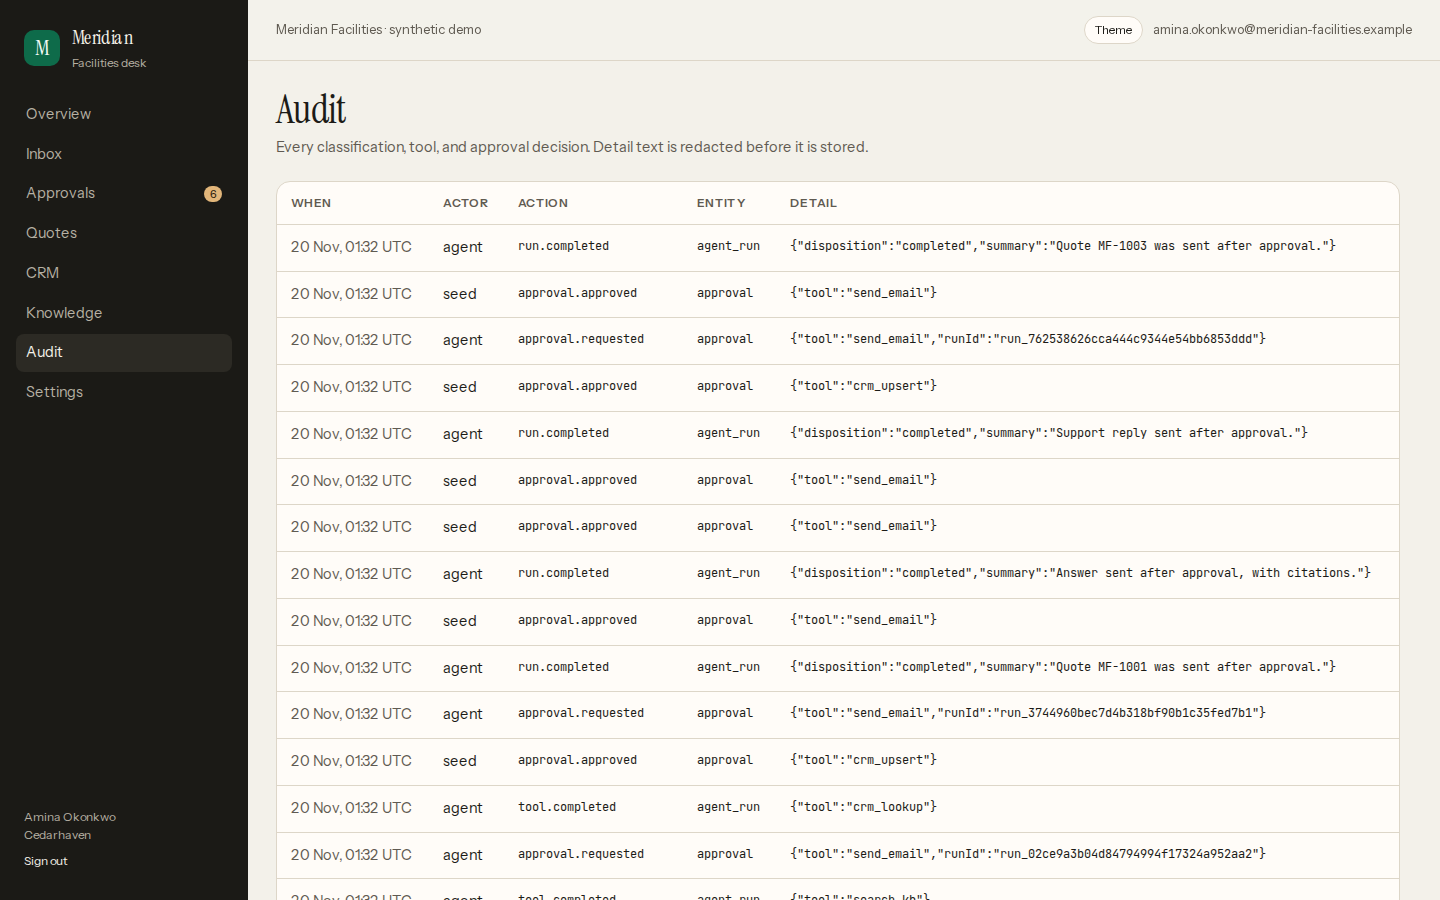 M
Meridian
Facilities desk
Overview
Inbox
Approvals 6
Quotes
CRM
Knowledge
Audit
Settings
Amina Okonkwo
Cedarhaven
Sign out
Meridian Facilities · synthetic demo
Theme
amina.okonkwo@meridian-facilities.example
Audit
Every classification, tool, and approval decision. Detail text is redacted before it is stored.
WHEN ACTOR ACTION ENTITY DETAIL
20 Nov, 01:32 UTC agent run.completed agent_run {"disposition":"completed","summary":"Quote MF-1003 was sent after approval."}
20 Nov, 01:32 UTC seed approval.approved approval {"tool":"send_email"}
20 Nov, 01:32 UTC agent approval.requested approval {"tool":"send_email","runId":"run_762538626cca444c9344e54bb6853ddd"}
20 Nov, 01:32 UTC seed approval.approved approval {"tool":"crm_upsert"}
20 Nov, 01:32 UTC agent run.completed agent_run {"disposition":"completed","summary":"Support reply sent after approval."}
20 Nov, 01:32 UTC seed approval.approved approval {"tool":"send_email"}
20 Nov, 01:32 UTC seed approval.approved approval {"tool":"send_email"}
20 Nov, 01:32 UTC agent run.completed agent_run {"disposition":"completed","summary":"Answer sent after approval, with citations."}
20 Nov, 01:32 UTC seed approval.approved approval {"tool":"send_email"}
20 Nov, 01:32 UTC agent run.completed agent_run {"disposition":"completed","summary":"Quote MF-1001 was sent after approval."}
20 Nov, 01:32 UTC agent approval.requested approval {"tool":"send_email","runId":"run_3744960bec7d4b318bf90b1c35fed7b1"}
20 Nov, 01:32 UTC seed approval.approved approval {"tool":"crm_upsert"}
20 Nov, 01:32 UTC agent tool.completed agent_run {"tool":"crm_lookup"}
20 Nov, 01:32 UTC agent approval.requested approval {"tool":"send_email","runId":"run_02ce9a3b04d84794994f17324a952aa2"}
20 Nov, 01:32 UTC agent tool.completed agent_run {"tool":"search_kb"}